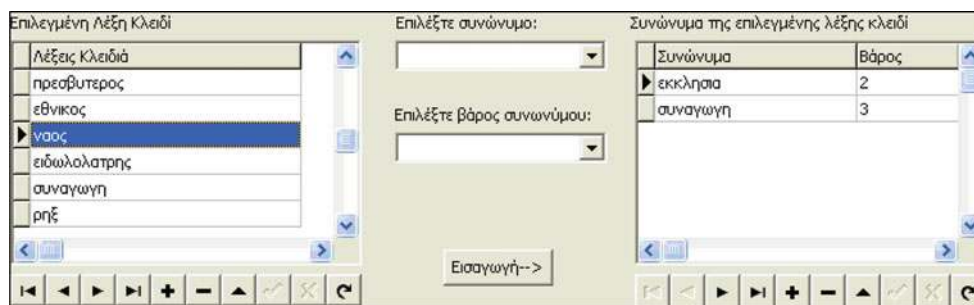 Επιλεγμένη Λέξη Κλειδί
Λέξεις Κλειδιά
πρεσβυτερος
εθνικος
ναος
ειδωλολατρης
συναγωγη
ρηξ
Επιλέξτε συνώνυμο:
Επιλέξτε βάρος συνωνύμου:
Εισαγωγή-->
Συνώνυμα της επιλεγμένης λέξης κλειδί
Συνώνυμα Βάρος
εκκλησια 2
συναγωγη 3